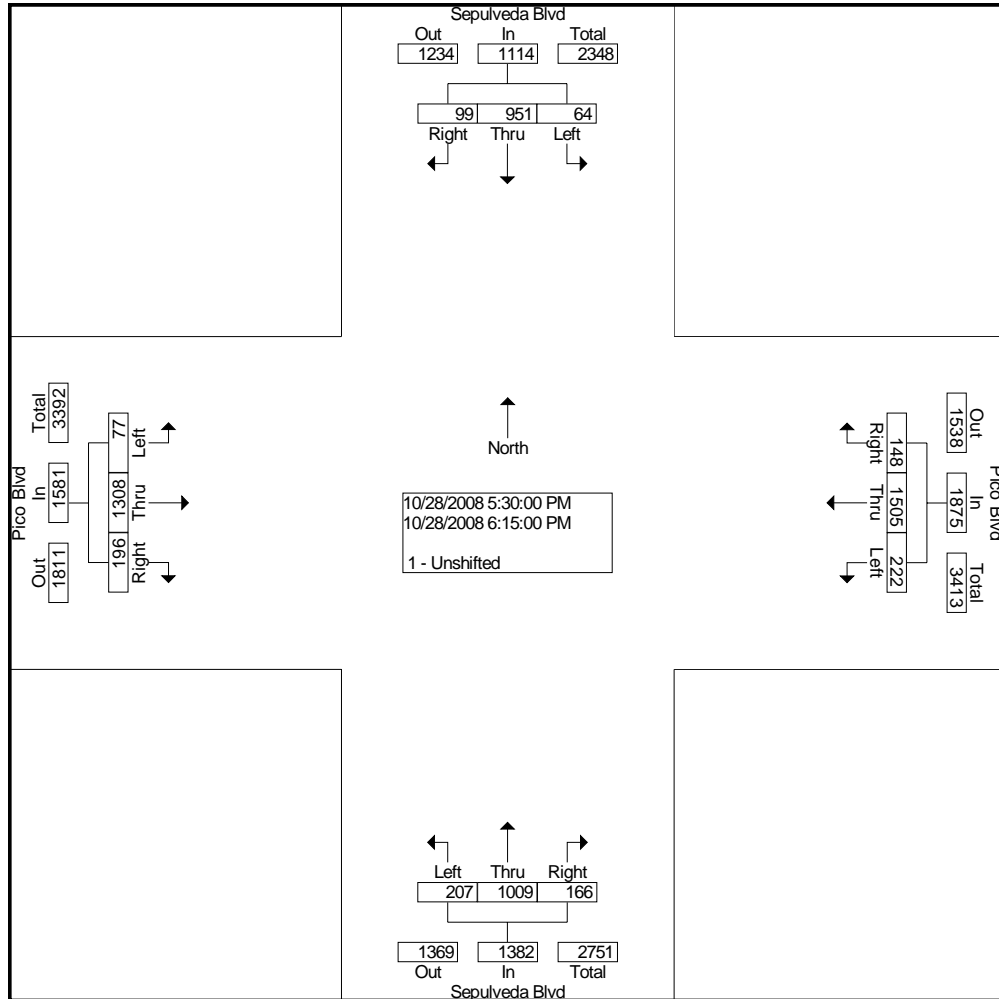 Sepulveda Blvd
Out In Total
1234 1114 2348
99 951 64
Right Thru Left
Total In Out
3392 1581 1811
Pico Blvd
77 1308 196
Left Thru Right
North
10/28/2008 5:30:00 PM
10/28/2008 6:15:00 PM
1 - Unshifted
Pico Blvd
Out In Total
1538 1875 3413
148 1505 222
Right Thru Left
Left Thru Right
207 1009 166
1369 1382 2751
Out In Total
Sepulveda Blvd